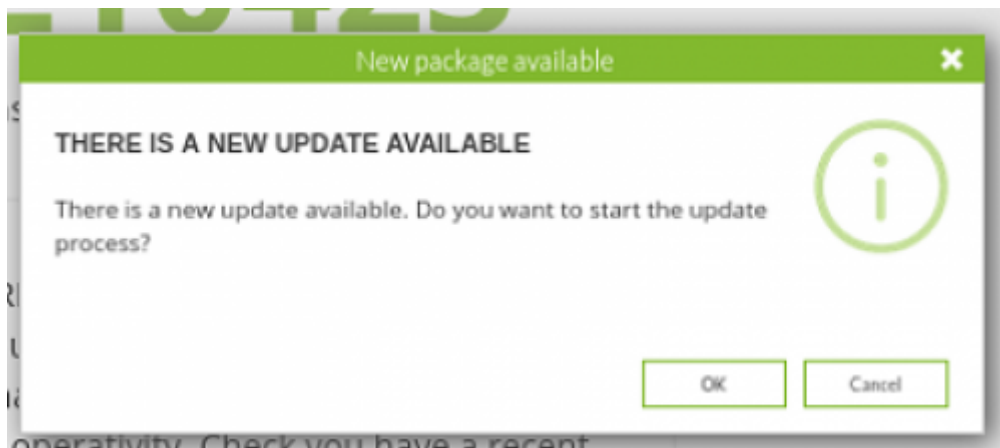 New package available
THERE IS A NEW UPDATE AVAILABLE
There is a new update available. Do you want to start the update
process?
OK
Cancel
operativity. Check you have a recent